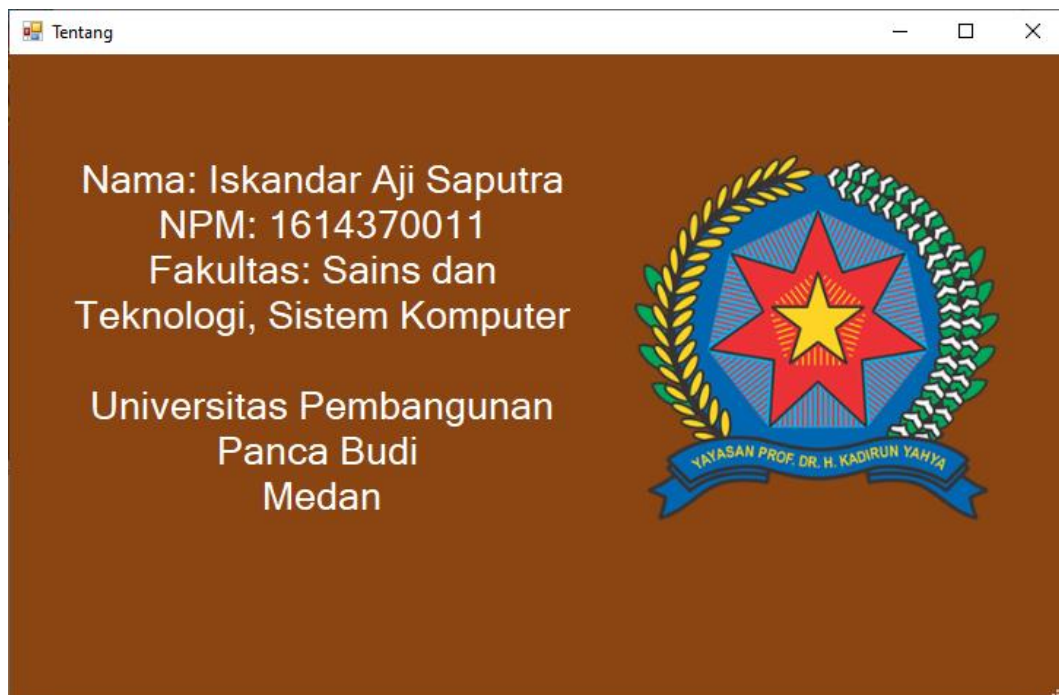 Tentang
Nama: Iskandar Aji Saputra
NPM: 1614370011
Fakultas: Sains dan
Teknologi, Sistem Komputer
Universitas Pembangunan
Panca Budi
Medan
YAYASAN PROF. DR. H. KADIRUN YAHYA